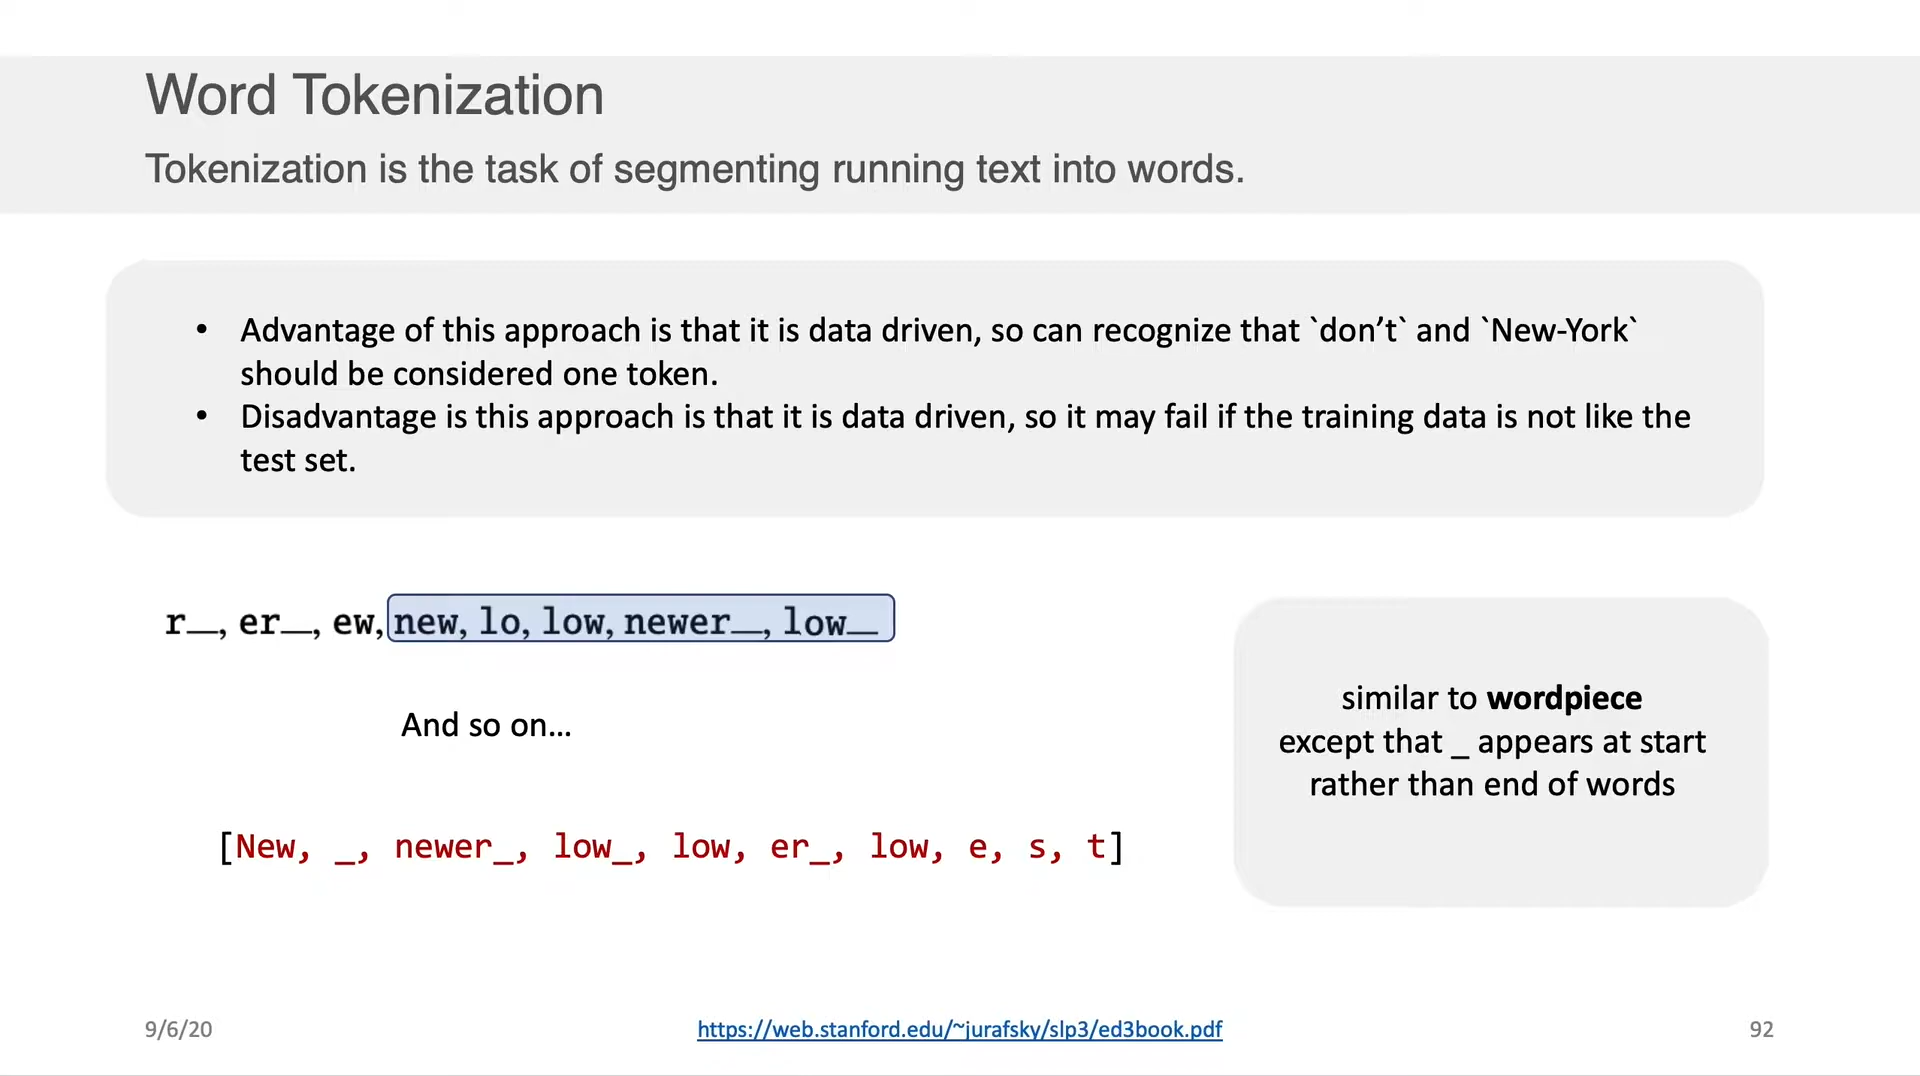 Word Tokenization
Tokenization is the task of segmenting running text into words.
• Advantage of this approach is that it is data driven, so can recognize that `don’t` and `New-York`
should be considered one token.
• Disadvantage is this approach is that it is data driven, so it may fail if the training data is not like the
test set.
r__, er__, ew, new, lo, low, newer__, low__
And so on...
[New, _, newer_, low_, low, er_, low, e, s, t]
similar to wordpiece
except that _ appears at start
rather than end of words
9/6/20
https://web.stanford.edu/~jurafsky/slp3/ed3book.pdf
92